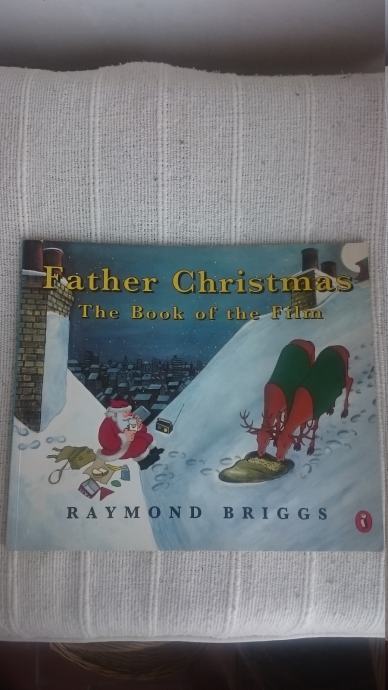 Father Christmas
The Book of the Film
RAYMOND BRIGGS